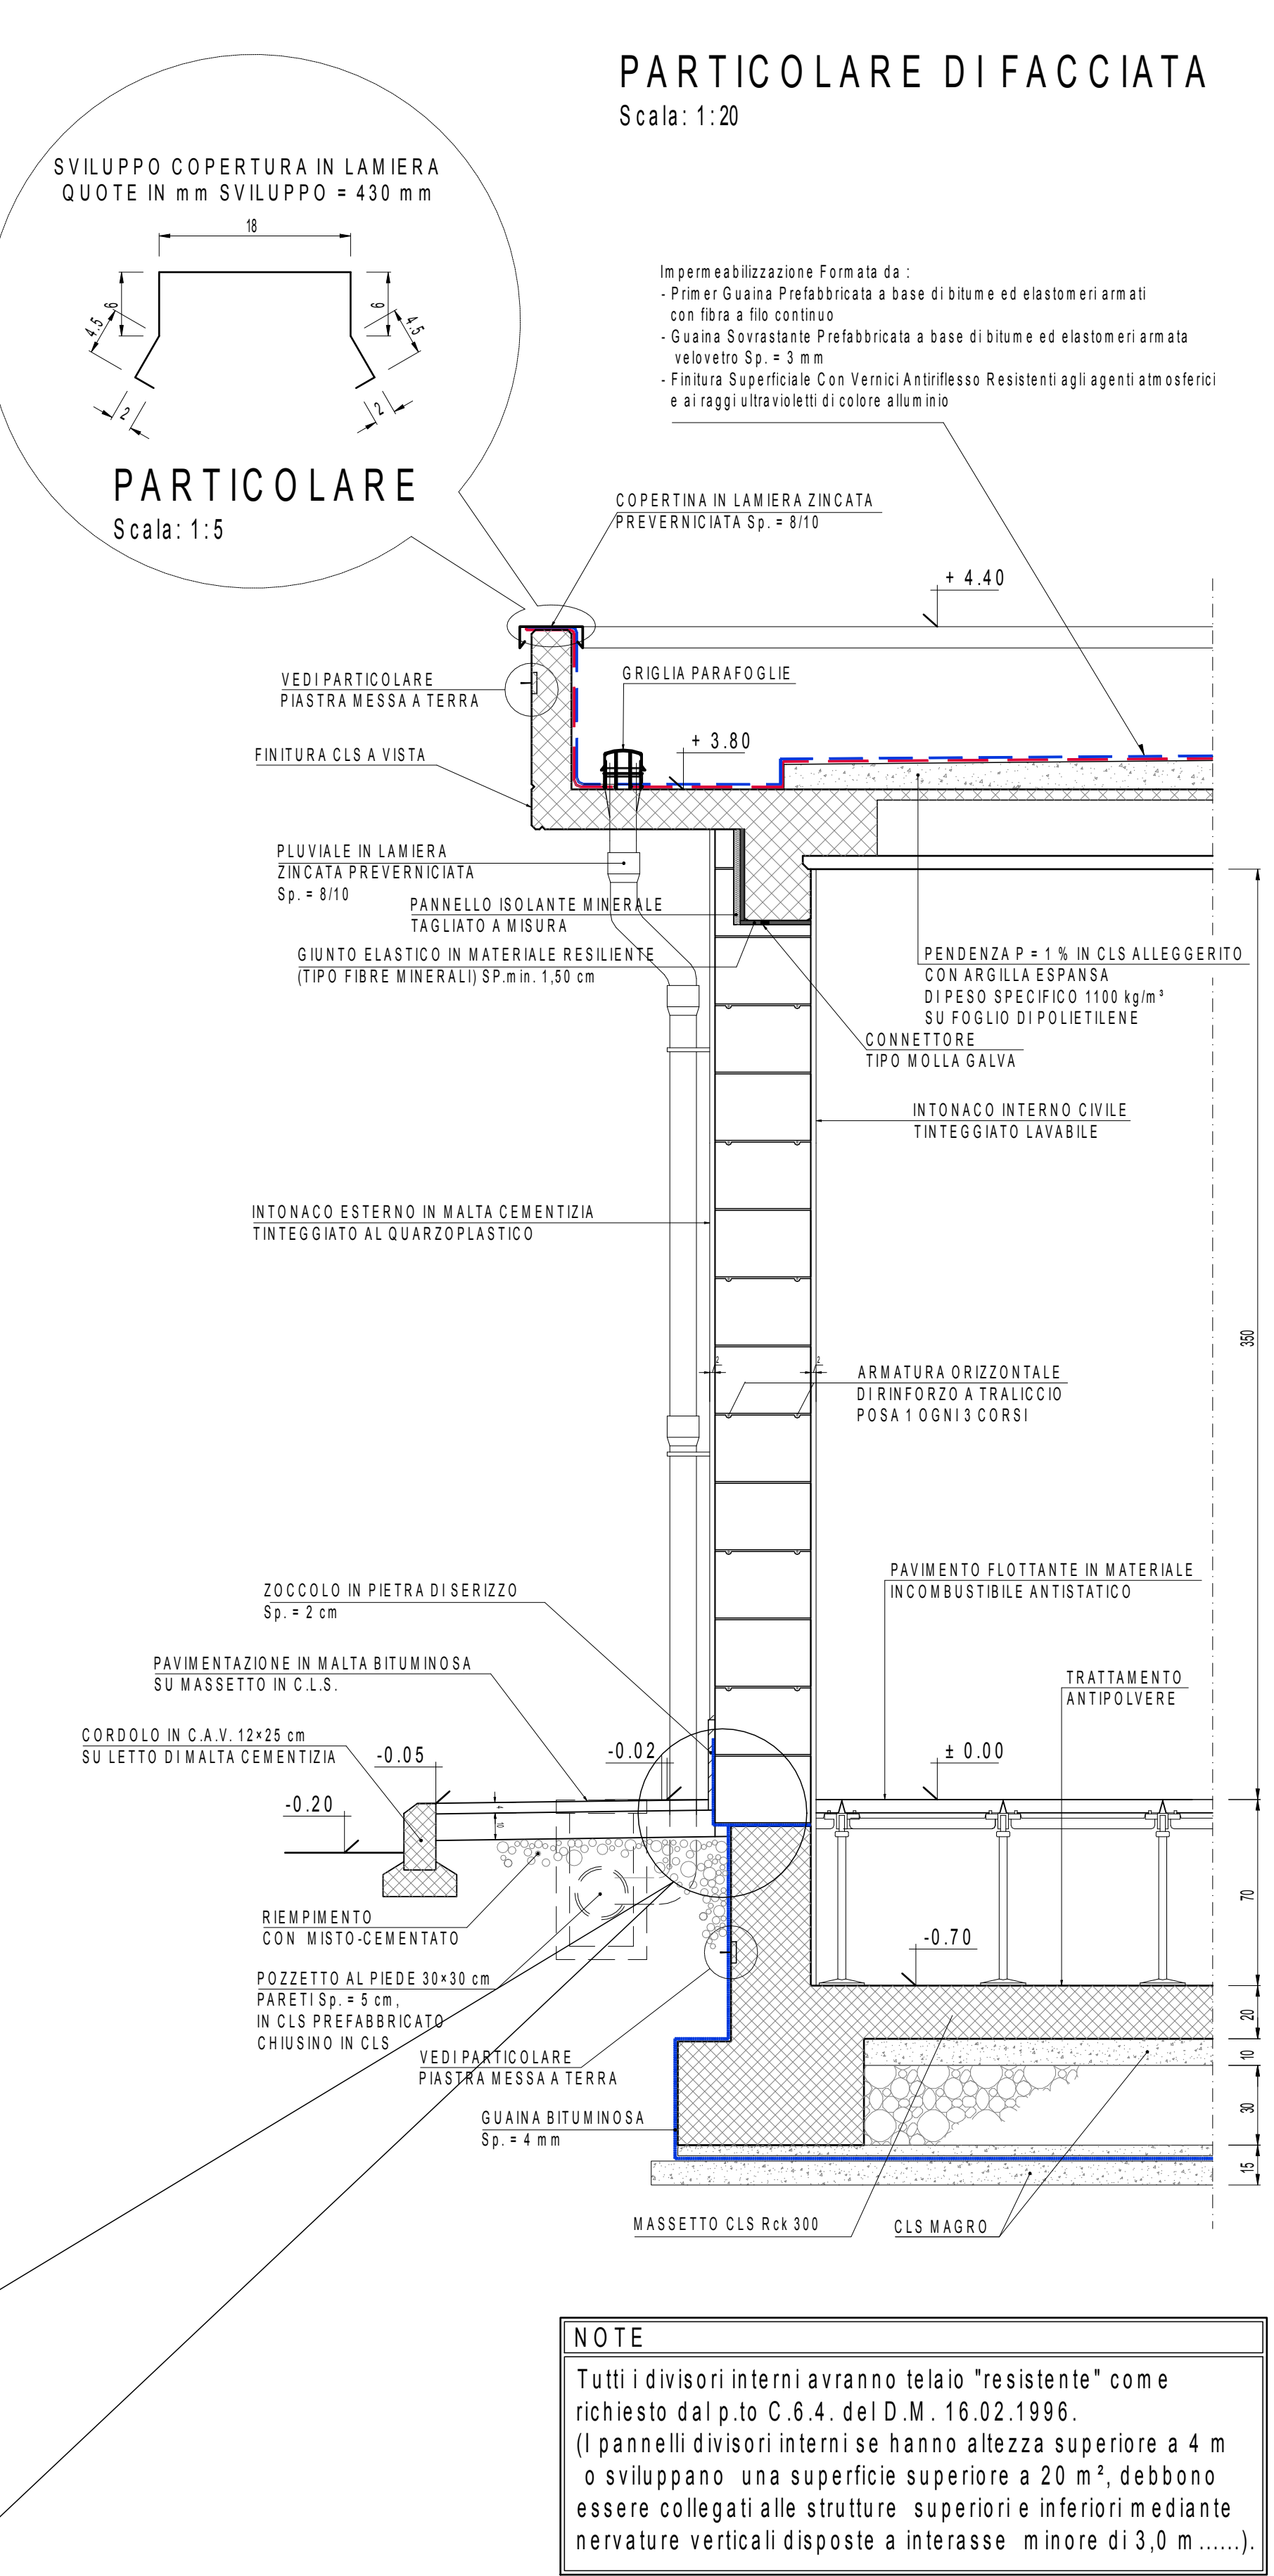 PARTICOLARE DI FACCIATA
Scala: 1:20
SVILUPPO COPERTURA IN LAMIERA
QUOTE IN mm SVILUPPO = 430 mm
18
6
6
4.5
4.5
2
2
PARTICOLARE
Scala: 1:5
Impermeabilizzazione Formata da :
- Primer Guaina Prefabbricata a base di bitume ed elastomeri armati
con fibra a filo continuo
- Guaina Sovrastante Prefabbricata a base di bitume ed elastomeri armata
velovetro Sp. = 3 mm
- Finitura Superficiale Con Vernici Antiriflesso Resistenti agli agenti atmosferici
e ai raggi ultravioletti di colore alluminio
COPERTINA IN LAMIERA ZINCATA
PREVERNICIATA Sp. = 8/10
+ 4.40
VEDI PARTICOLARE
PIASTRA MESSA A TERRA
GRIGLIA PARAFOGLIE
+ 3.80
FINITURA CLS A VISTA
PLUVIALE IN LAMIERA
ZINCATA PREVERNICIATA
Sp. = 8/10
PANNELLO ISOLANTE MINERALE
TAGLIATO A MISURA
GIUNTO ELASTICO IN MATERIALE RESILIENTE
(TIPO FIBRE MINERALI) SP.min. 1,50 cm
PENDENZA P = 1 % IN CLS ALLEGGERITO
CON ARGILLA ESPANSA
DI PESO SPECIFICO 1100 kg/m³
SU FOGLIO DI POLIETILENE
CONNETTORE
TIPO MOLLA GALVA
INTONACO INTERNO CIVILE
TINTEGGIATO LAVABILE
INTONACO ESTERNO IN MALTA CEMENTIZIA
TINTEGGIATO AL QUARZOPLASTICO
350
2
2
ARMATURA ORIZZONTALE
DI RINFORZO A TRALICCIO
POSA 1 OGNI 3 CORSI
PAVIMENTO FLOTTANTE IN MATERIALE
INCOMBUSTIBILE ANTISTATICO
ZOCCOLO IN PIETRA DI SERIZZO
Sp. = 2 cm
PAVIMENTAZIONE IN MALTA BITUMINOSA
SU MASSETTO IN C.L.S.
TRATTAMENTO
ANTIPOLVERE
CORDOLO IN C.A.V. 12×25 cm
SU LETTO DI MALTA CEMENTIZIA
-0.05
-0.02
± 0.00
-0.20
4
10
70
RIEMPIMENTO
CON MISTO-CEMENTATO
-0.70
POZZETTO AL PIEDE 30×30 cm
PARETI Sp. = 5 cm,
IN CLS PREFABBRICATO
CHIUSINO IN CLS
20
10
VEDI PARTICOLARE
PIASTRA MESSA A TERRA
30
GUAINA BITUMINOSA
Sp. = 4 mm
15
MASSETTO CLS Rck 300
CLS MAGRO
NOTE
Tutti i divisori interni avranno telaio "resistente" come
richiesto dal p.to C.6.4. del D.M. 16.02.1996.
(I pannelli divisori interni se hanno altezza superiore a 4 m
o sviluppano una superficie superiore a 20 m², debbono
essere collegati alle strutture superiori e inferiori mediante
nervature verticali disposte a interasse minore di 3,0 m ......).